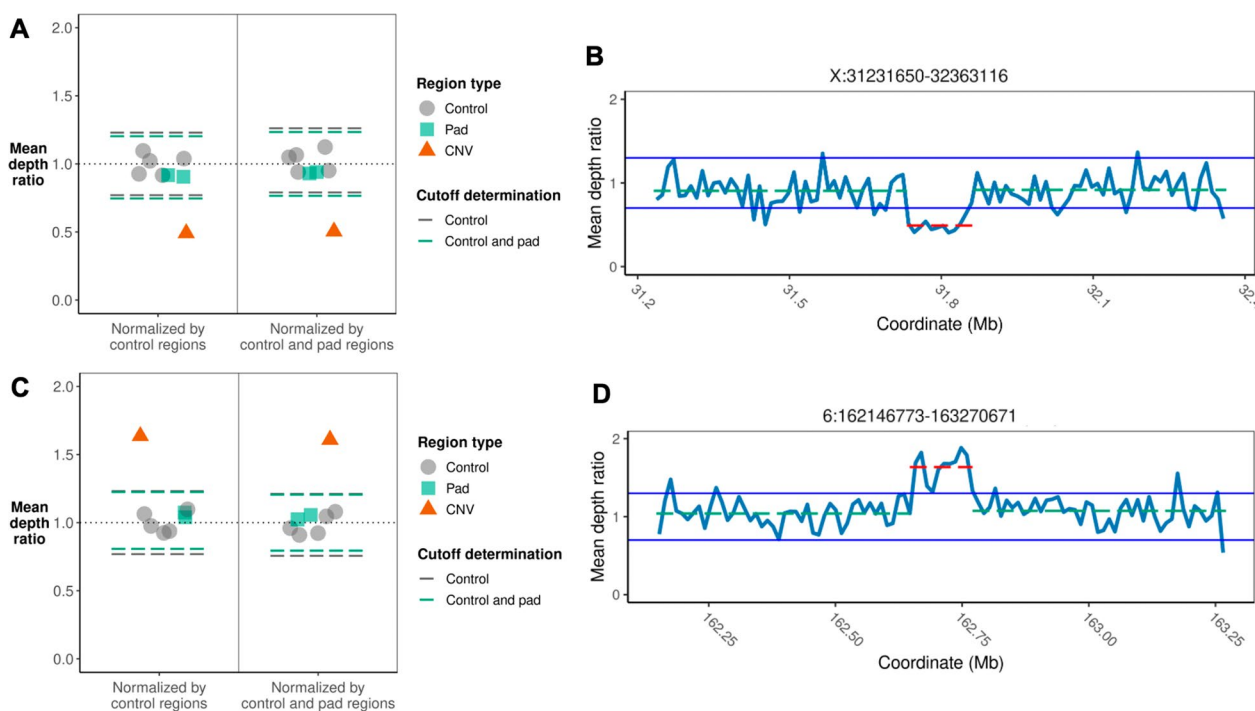 A
2.0
1.5
1.0
0.5
0.0
Mean
depth
ratio
Normalized by
control regions
Normalized by
control and pad regions
Region type
Control
Pad
CNV
Cutoff determination
Control
Control and pad
B
X:31231650-32363116
Mean depth ratio
2
1
0
31.2
31.5
31.8
32.1
Coordinate (Mb)
C
2.0
1.5
1.0
0.5
0.0
Mean
depth
ratio
Normalized by
control regions
Normalized by
control and pad regions
Region type
Control
Pad
CNV
Cutoff determination
Control
Control and pad
D
6:162146773-163270671
Mean depth ratio
2
1
0
162.25
162.50
162.75
163.00
163.25
Coordinate (Mb)